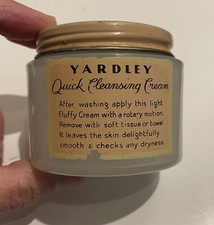 YARDLEY
Quick Cleansing Cream
After washing apply this light
Fluffy Cream with a rotary motion.
Remove with soft tissue or towel
It leaves the skin delightfully
smooth & checks any dryness.